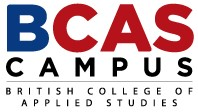 BCAS
CAMPUS
BRITISH COLLEGE OF
APPLIED STUDIES